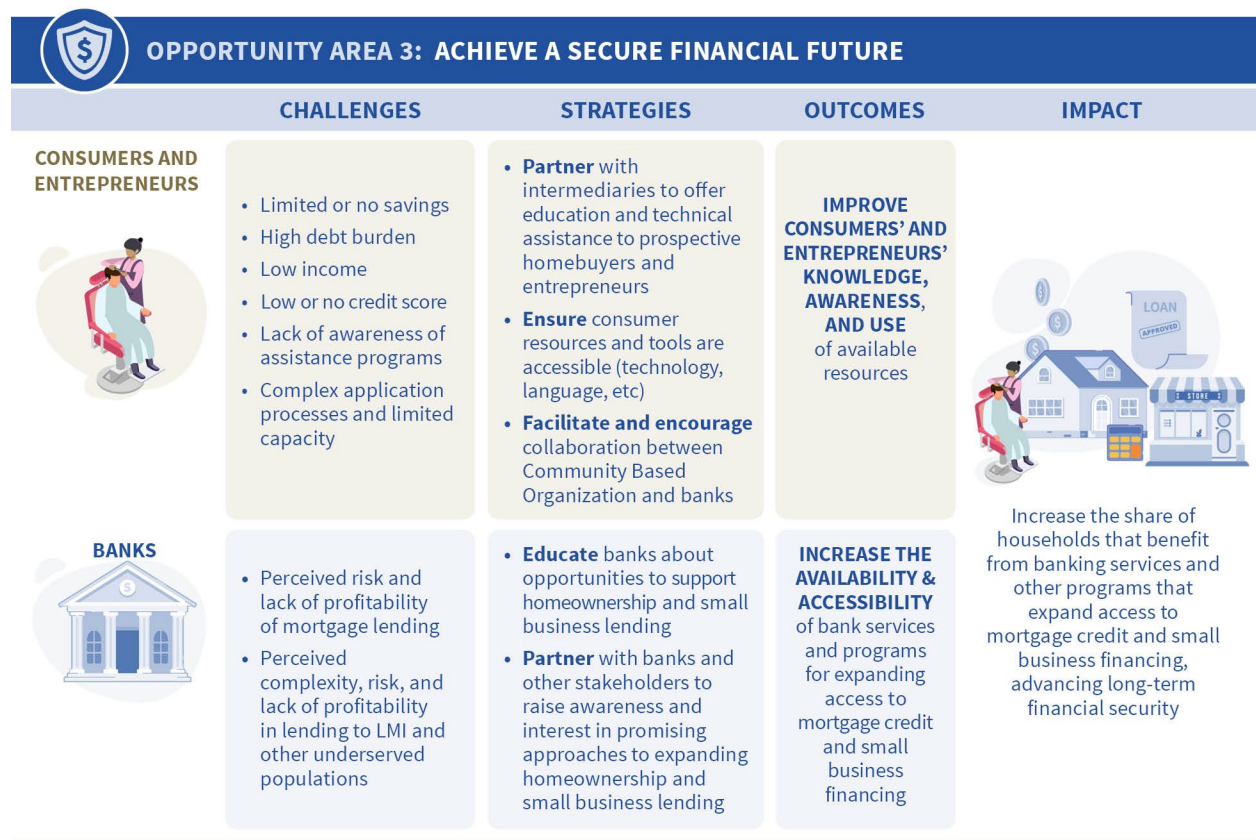 $
OPPORTUNITY AREA 3: ACHIEVE A SECURE FINANCIAL FUTURE
CHALLENGES
STRATEGIES
OUTCOMES
IMPACT
CONSUMERS AND
ENTREPRENEURS
• Limited or no savings
• High debt burden
• Low income
• Low or no credit score
• Lack of awareness of
assistance programs
• Complex application
processes and limited
capacity
• Partner with
intermediaries to offer
education and technical
assistance to prospective
homebuyers and
entrepreneurs
• Ensure consumer
resources and tools are
accessible (technology,
language, etc)
• Facilitate and encourage
collaboration between
Community Based
Organization and banks
IMPROVE
CONSUMERS’ AND
ENTREPRENEURS’
KNOWLEDGE,
AWARENESS,
AND USE
of available
resources
BANKS
$
• Perceived risk and
lack of profitability
of mortgage lending
• Perceived
complexity, risk, and
lack of profitability
in lending to LMI and
other underserved
populations
• Educate banks about
opportunities to support
homeownership and small
business lending
• Partner with banks and
other stakeholders to
raise awareness and
interest in promising
approaches to expanding
homeownership and
small business lending
INCREASE THE
AVAILABILITY &
ACCESSIBILITY
of bank services
and programs
for expanding
access to
mortgage credit
and small
business
financing
LOAN
APPROVED
STORE
Increase the share of
households that benefit
from banking services and
other programs that
expand access to
mortgage credit and small
business financing,
advancing long-term
financial security